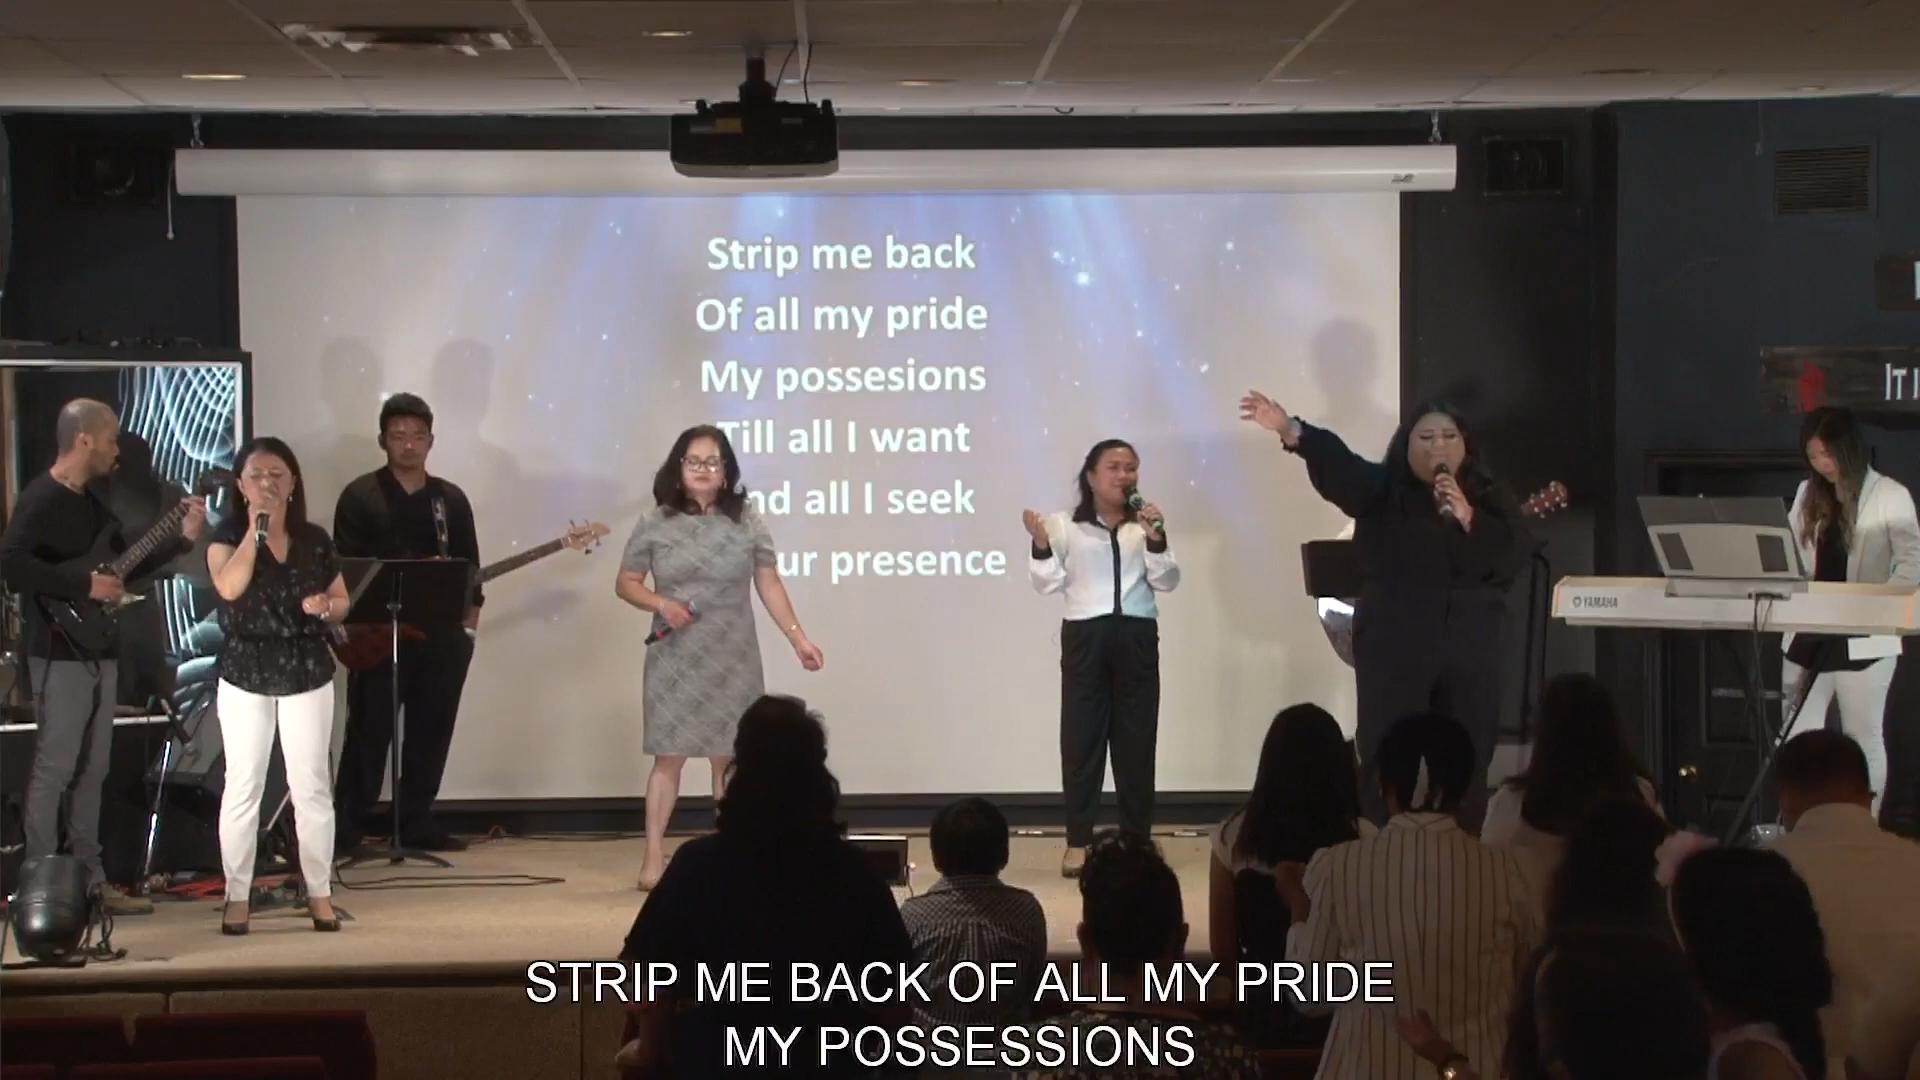 Strip me back
Of all my pride
My possesions
Till all I want
nd all I seek
ur presence
IT
YAMAHA
STRIP ME BACK OF ALL MY PRIDE
MY POSSESSIONS